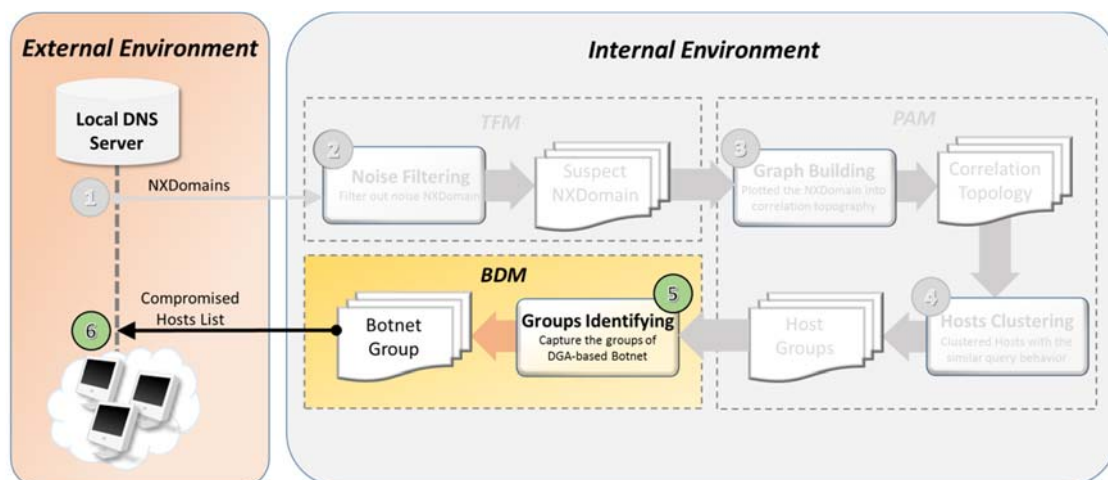 External Environment
Local DNS
Server
1
NXDomains
Compromised
Hosts List
6
Internal Environment
TFM
2
Noise Filtering
Filter out noise NXDomain
Suspect
NXDomain
PAM
3
Graph Building
Plotted the NXDomain into
correlation topography
Correlation
Topology
BDM
Botnet
Group
5
Groups Identifying
Capture the groups of
DGA-based Botnet
Host
Groups
4
Hosts Clustering
Clustered Hosts with the
similar query behavior